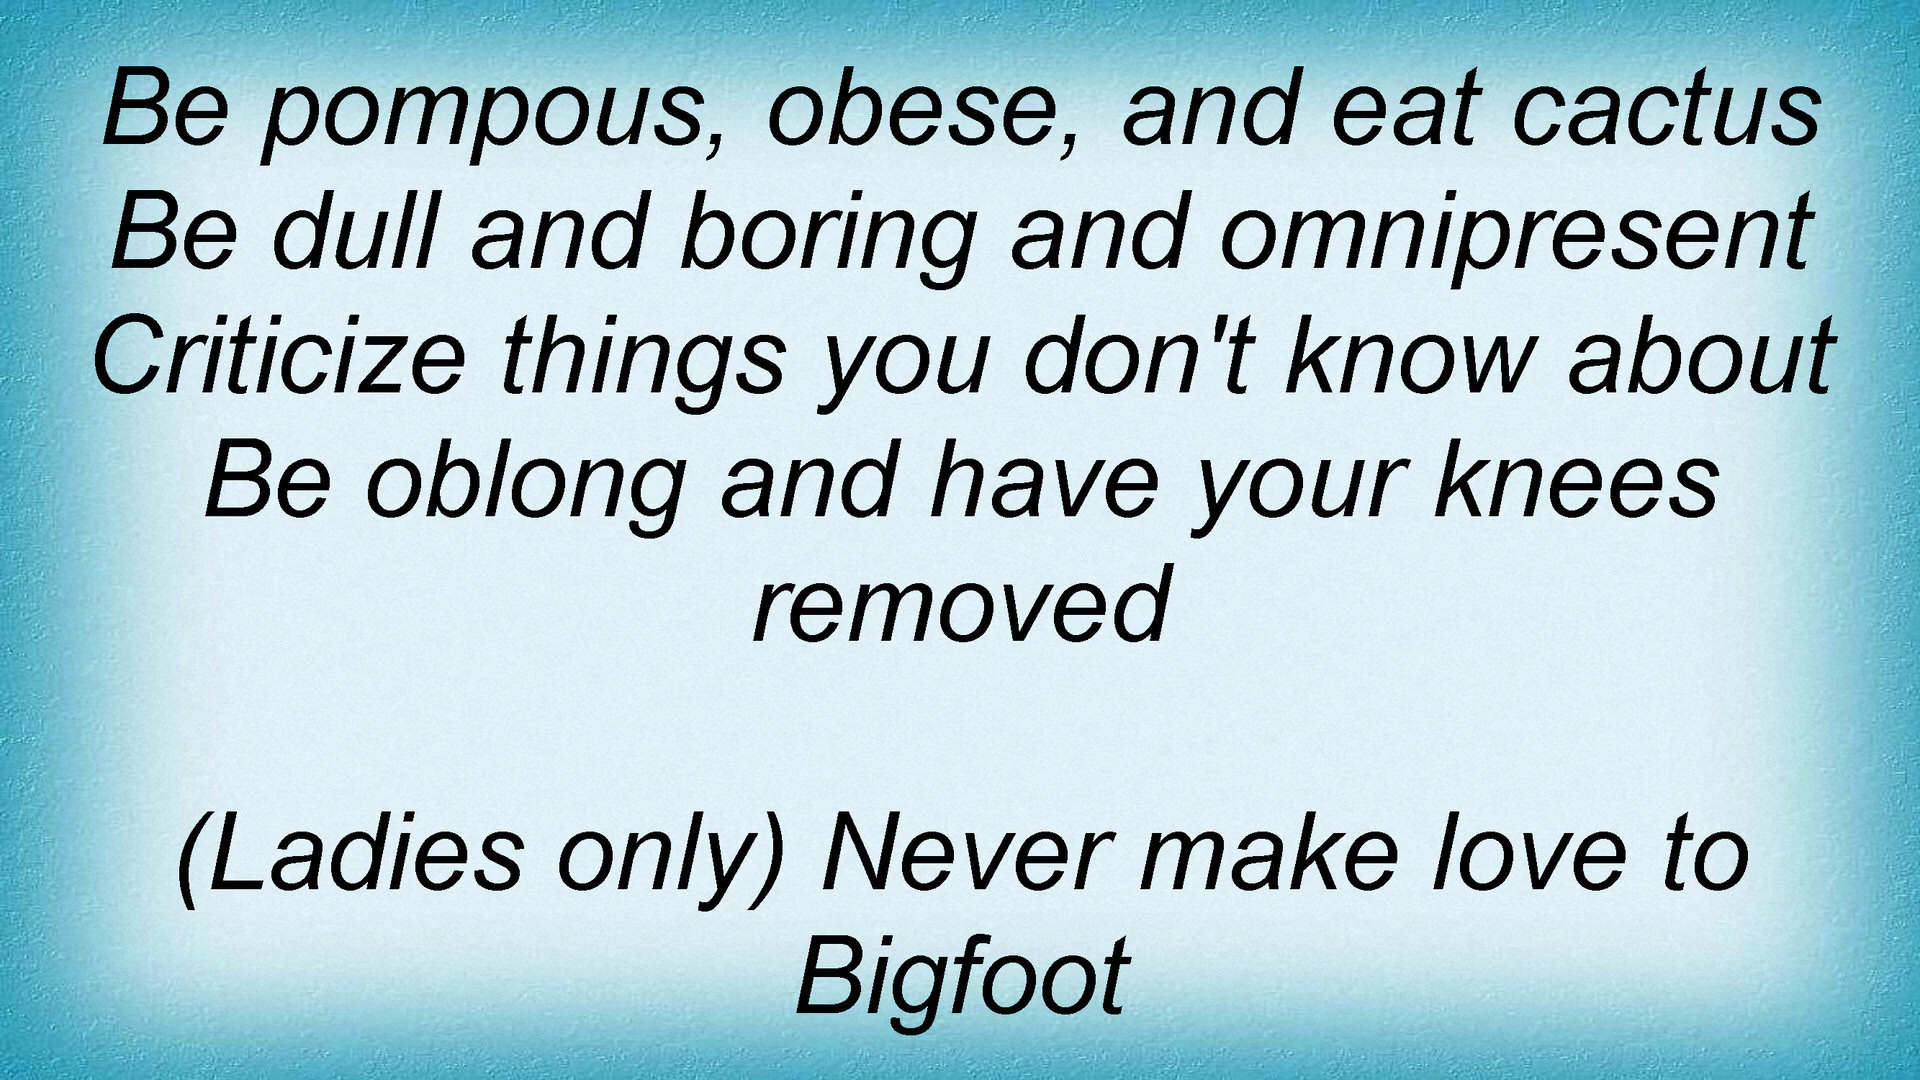 Be pompous, obese, and eat cactus
Be dull and boring and omnipresent
Criticize things you don't know about
Be oblong and have your knees
removed
(Ladies only) Never make love to
Bigfoot